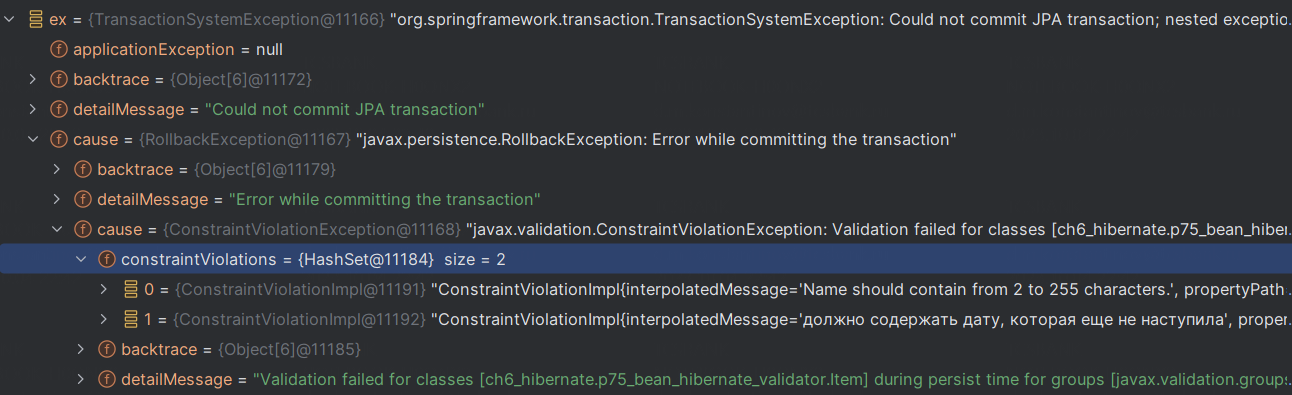 ex = {TransactionSystemException@11166} "org.springframework.transaction.TransactionSystemException: Could not commit JPA transaction; nested exceptio...
f applicationException = null
f backtrace = {Object[6]@11172}
f detailMessage = "Could not commit JPA transaction"
f cause = {RollbackException@11167} "javax.persistence.RollbackException: Error while committing the transaction"
f backtrace = {Object[6]@11179}
f detailMessage = "Error while committing the transaction"
f cause = {ConstraintViolationException@11168} "javax.validation.ConstraintViolationException: Validation failed for classes [ch6_hibernate.p75_bean_hiber...
f constraintViolations = {HashSet@11184} size = 2
0 = {ConstraintViolationImpl@11191} "ConstraintViolationImpl{interpolatedMessage='Name should contain from 2 to 255 characters.', propertyPath...
1 = {ConstraintViolationImpl@11192} "ConstraintViolationImpl{interpolatedMessage='должно содержать дату, которая еще не наступила', proper...
f backtrace = {Object[6]@11185}
f detailMessage = "Validation failed for classes [ch6_hibernate.p75_bean_hibernate_validator.Item] during persist time for groups [javax.validation.groups...